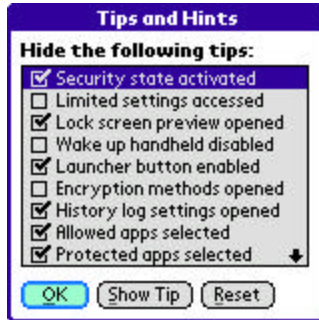 Tips and Hints
Hide the following tips:
Security state activated
Limited settings accessed
Lock screen preview opened
Wake up handheld disabled
Launcher button enabled
Encryption methods opened
History log settings opened
Allowed apps selected
Protected apps selected
OK Show Tip Reset